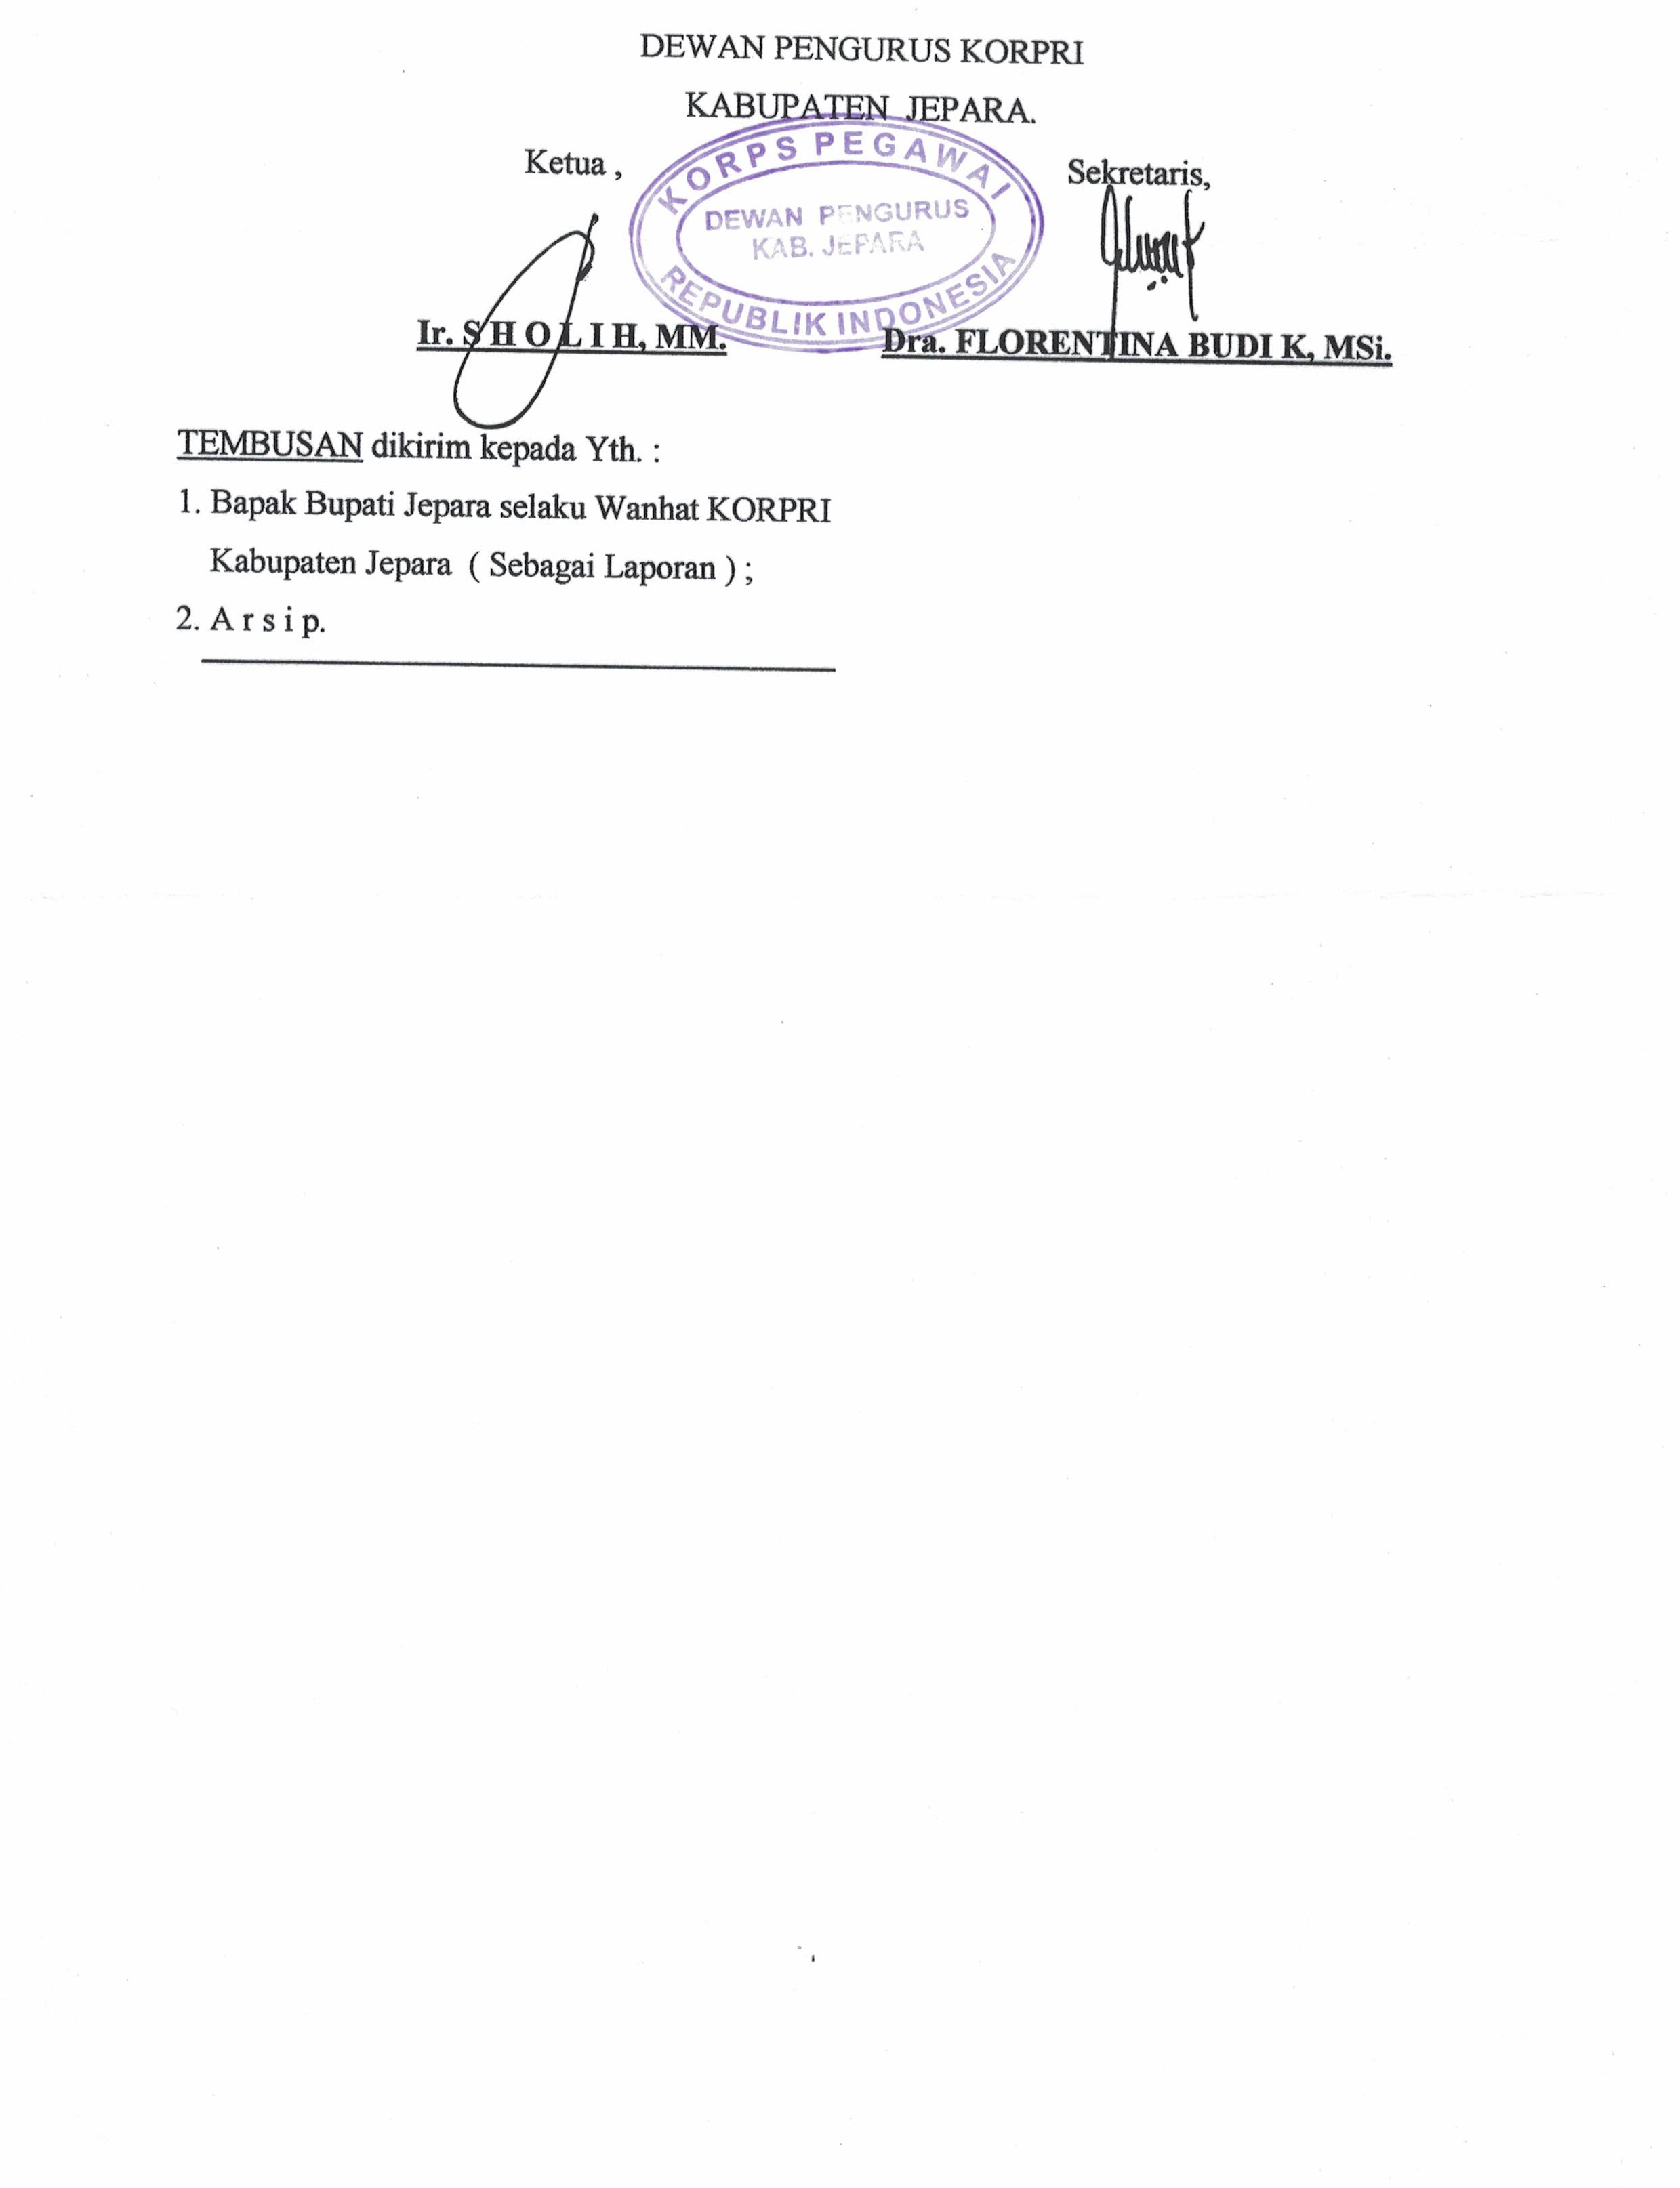 DEWAN PENGURUS KORPRI
KABUPATEN JEPARA.
Ketua ,
Sekretaris,
KORPS PEGAWAI
DEWAN PENGURUS
KAB. JEPARA
REPUBLIK INDONESIA
Ir. S H O L I H, MM.
Dra. FLORENTINA BUDI K, MSi.
TEMBUSAN dikirim kepada Yth. :
1. Bapak Bupati Jepara selaku Wanhat KORPRI
Kabupaten Jepara ( Sebagai Laporan ) ;
2. A r s i p.